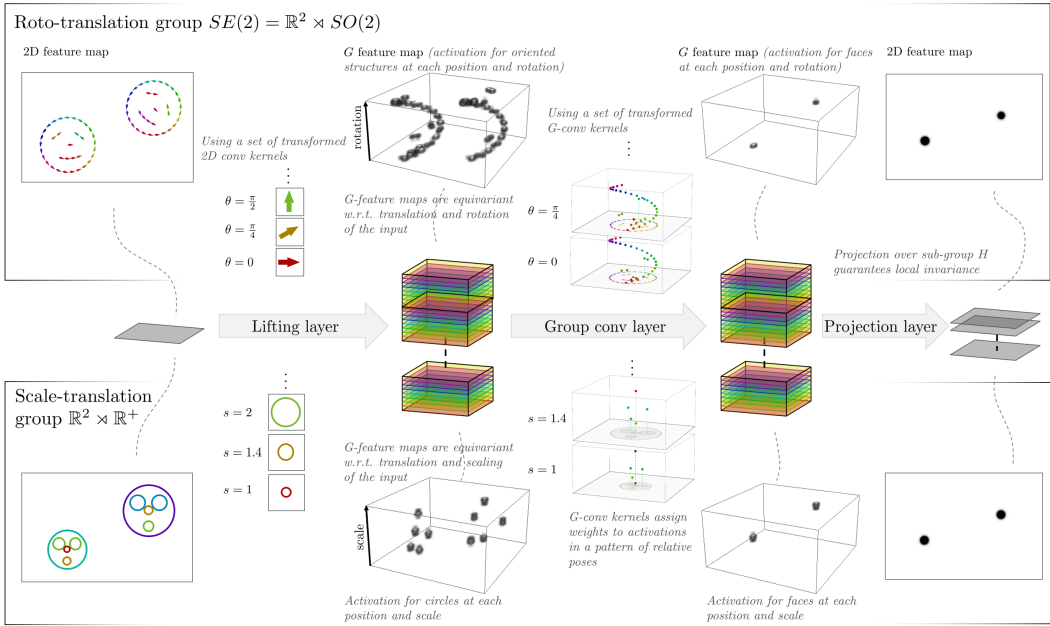 Roto-translation group SE(2) = ℝ² ⋊ SO(2)
2D feature map
G feature map (activation for oriented
structures at each position and rotation)
G feature map (activation for faces
at each position and rotation)
2D feature map
rotation
Using a set of transformed
2D conv kernels
⋮
θ = π/2
θ = π/4
θ = 0
G-feature maps are equivariant
w.r.t. translation and rotation
of the input
Using a set of transformed
G-conv kernels
⋮
θ = π/4
θ = 0
Projection over sub-group H
guarantees local invariance
Lifting layer
Group conv layer
Projection layer
Scale-translation
group ℝ² ⋊ ℝ⁺
⋮
s = 2
s = 1.4
s = 1
G-feature maps are equivariant
w.r.t. translation and scaling
of the input
scale
Activation for circles at each
position and scale
⋮
s = 1.4
s = 1
G-conv kernels assign
weights to activations
in a pattern of relative
poses
Activation for faces at each
position and scale